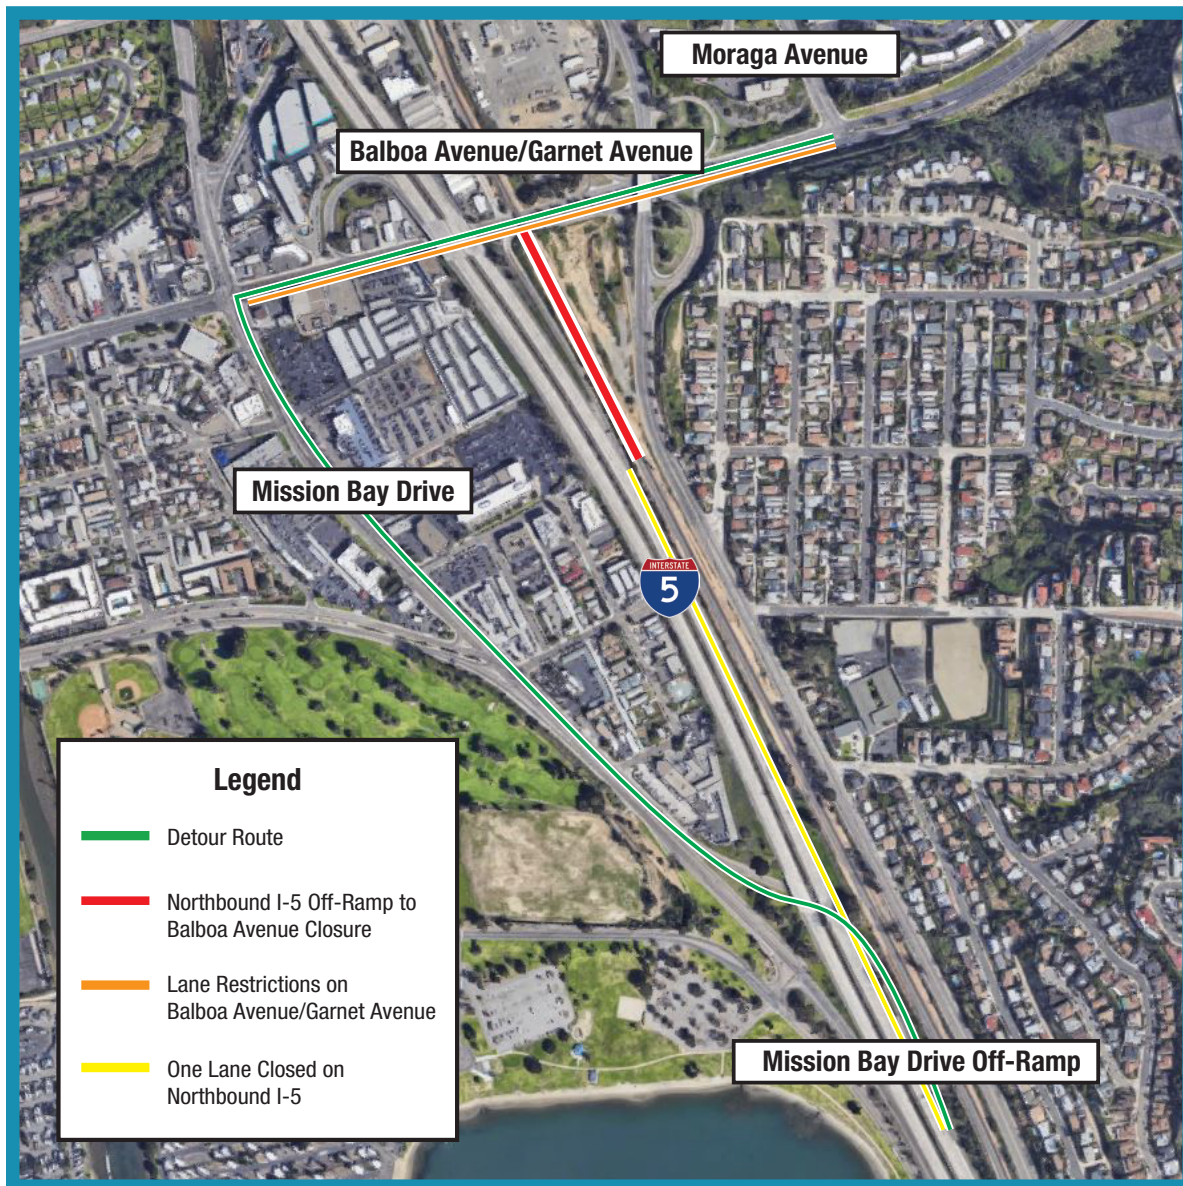 Moraga Avenue
Balboa Avenue/Garnet Avenue
Mission Bay Drive
INTERSTATE
5
Legend
Detour Route
Northbound I-5 Off-Ramp to
Balboa Avenue Closure
Lane Restrictions on
Balboa Avenue/Garnet Avenue
One Lane Closed on
Northbound I-5
Mission Bay Drive Off-Ramp